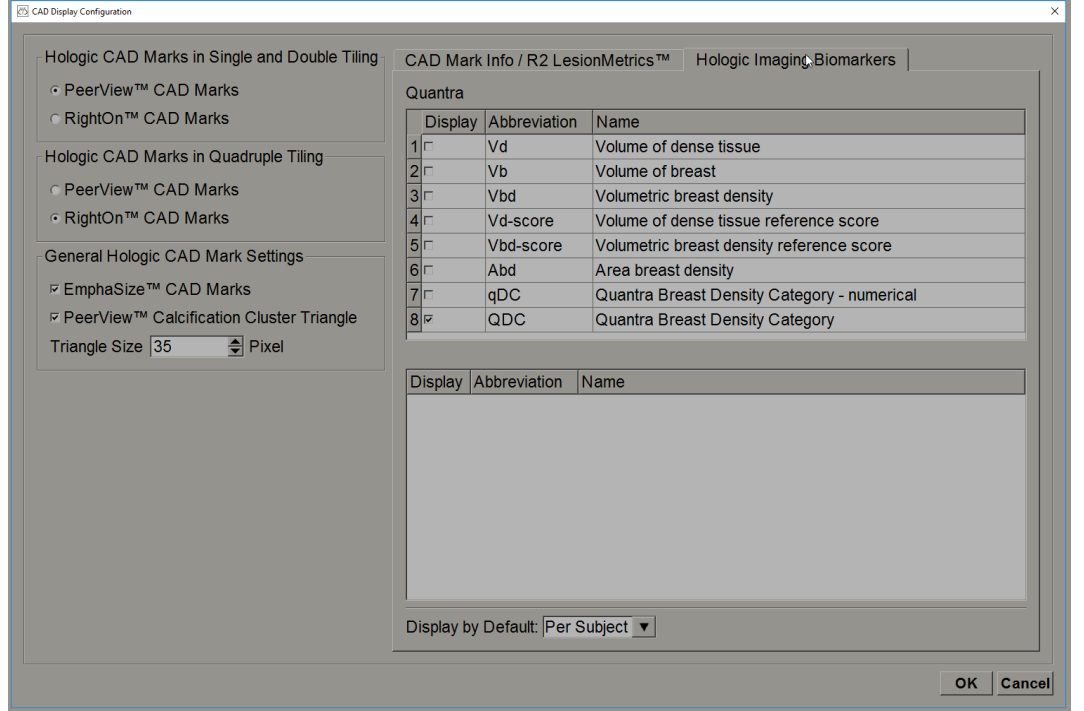 CAD Display Configuration
Hologic CAD Marks in Single and Double Tiling
PeerView™ CAD Marks
RightOn™ CAD Marks
Hologic CAD Marks in Quadruple Tiling
PeerView™ CAD Marks
RightOn™ CAD Marks
General Hologic CAD Mark Settings
EmphaSize™ CAD Marks
PeerView™ Calcification Cluster Triangle
Triangle Size 35 Pixel
CAD Mark Info / R2 LesionMetrics™ Hologic Imaging Biomarkers
Quantra
Display Abbreviation Name
1 Vd Volume of dense tissue
2 Vb Volume of breast
3 Vbd Volumetric breast density
4 Vd-score Volume of dense tissue reference score
5 Vbd-score Volumetric breast density reference score
6 Abd Area breast density
7 qDC Quantra Breast Density Category - numerical
8 QDC Quantra Breast Density Category
Display Abbreviation Name
Display by Default: Per Subject
OK Cancel